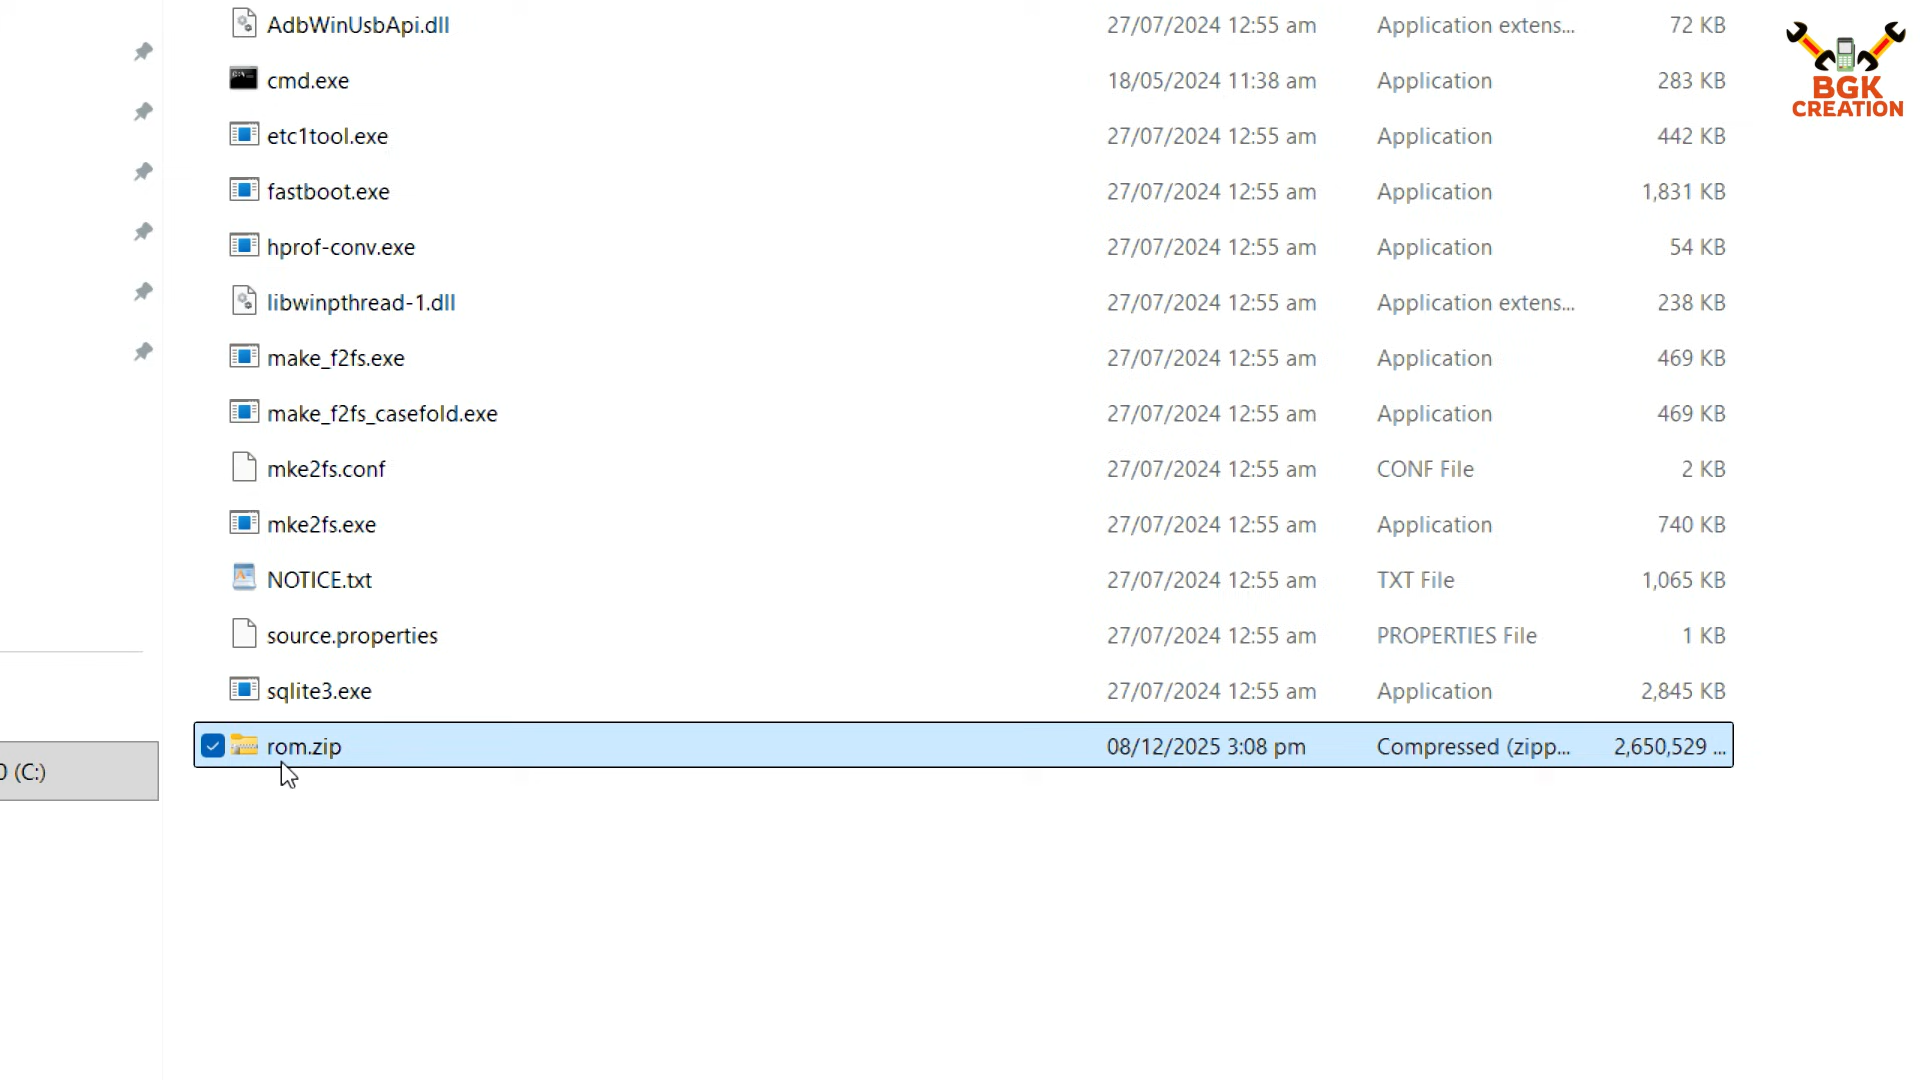 AdbWinUsbApi.dll 27/07/2024 12:55 am Application extens... 72 KB
cmd.exe 18/05/2024 11:38 am Application 283 KB
etc1tool.exe 27/07/2024 12:55 am Application 442 KB
fastboot.exe 27/07/2024 12:55 am Application 1,831 KB
hprof-conv.exe 27/07/2024 12:55 am Application 54 KB
libwinpthread-1.dll 27/07/2024 12:55 am Application extens... 238 KB
make_f2fs.exe 27/07/2024 12:55 am Application 469 KB
make_f2fs_casefold.exe 27/07/2024 12:55 am Application 469 KB
mke2fs.conf 27/07/2024 12:55 am CONF File 2 KB
mke2fs.exe 27/07/2024 12:55 am Application 740 KB
NOTICE.txt 27/07/2024 12:55 am TXT File 1,065 KB
source.properties 27/07/2024 12:55 am PROPERTIES File 1 KB
sqlite3.exe 27/07/2024 12:55 am Application 2,845 KB
rom.zip 08/12/2025 3:08 pm Compressed (zipp... 2,650,529 ...
(C:)
BGK
CREATION